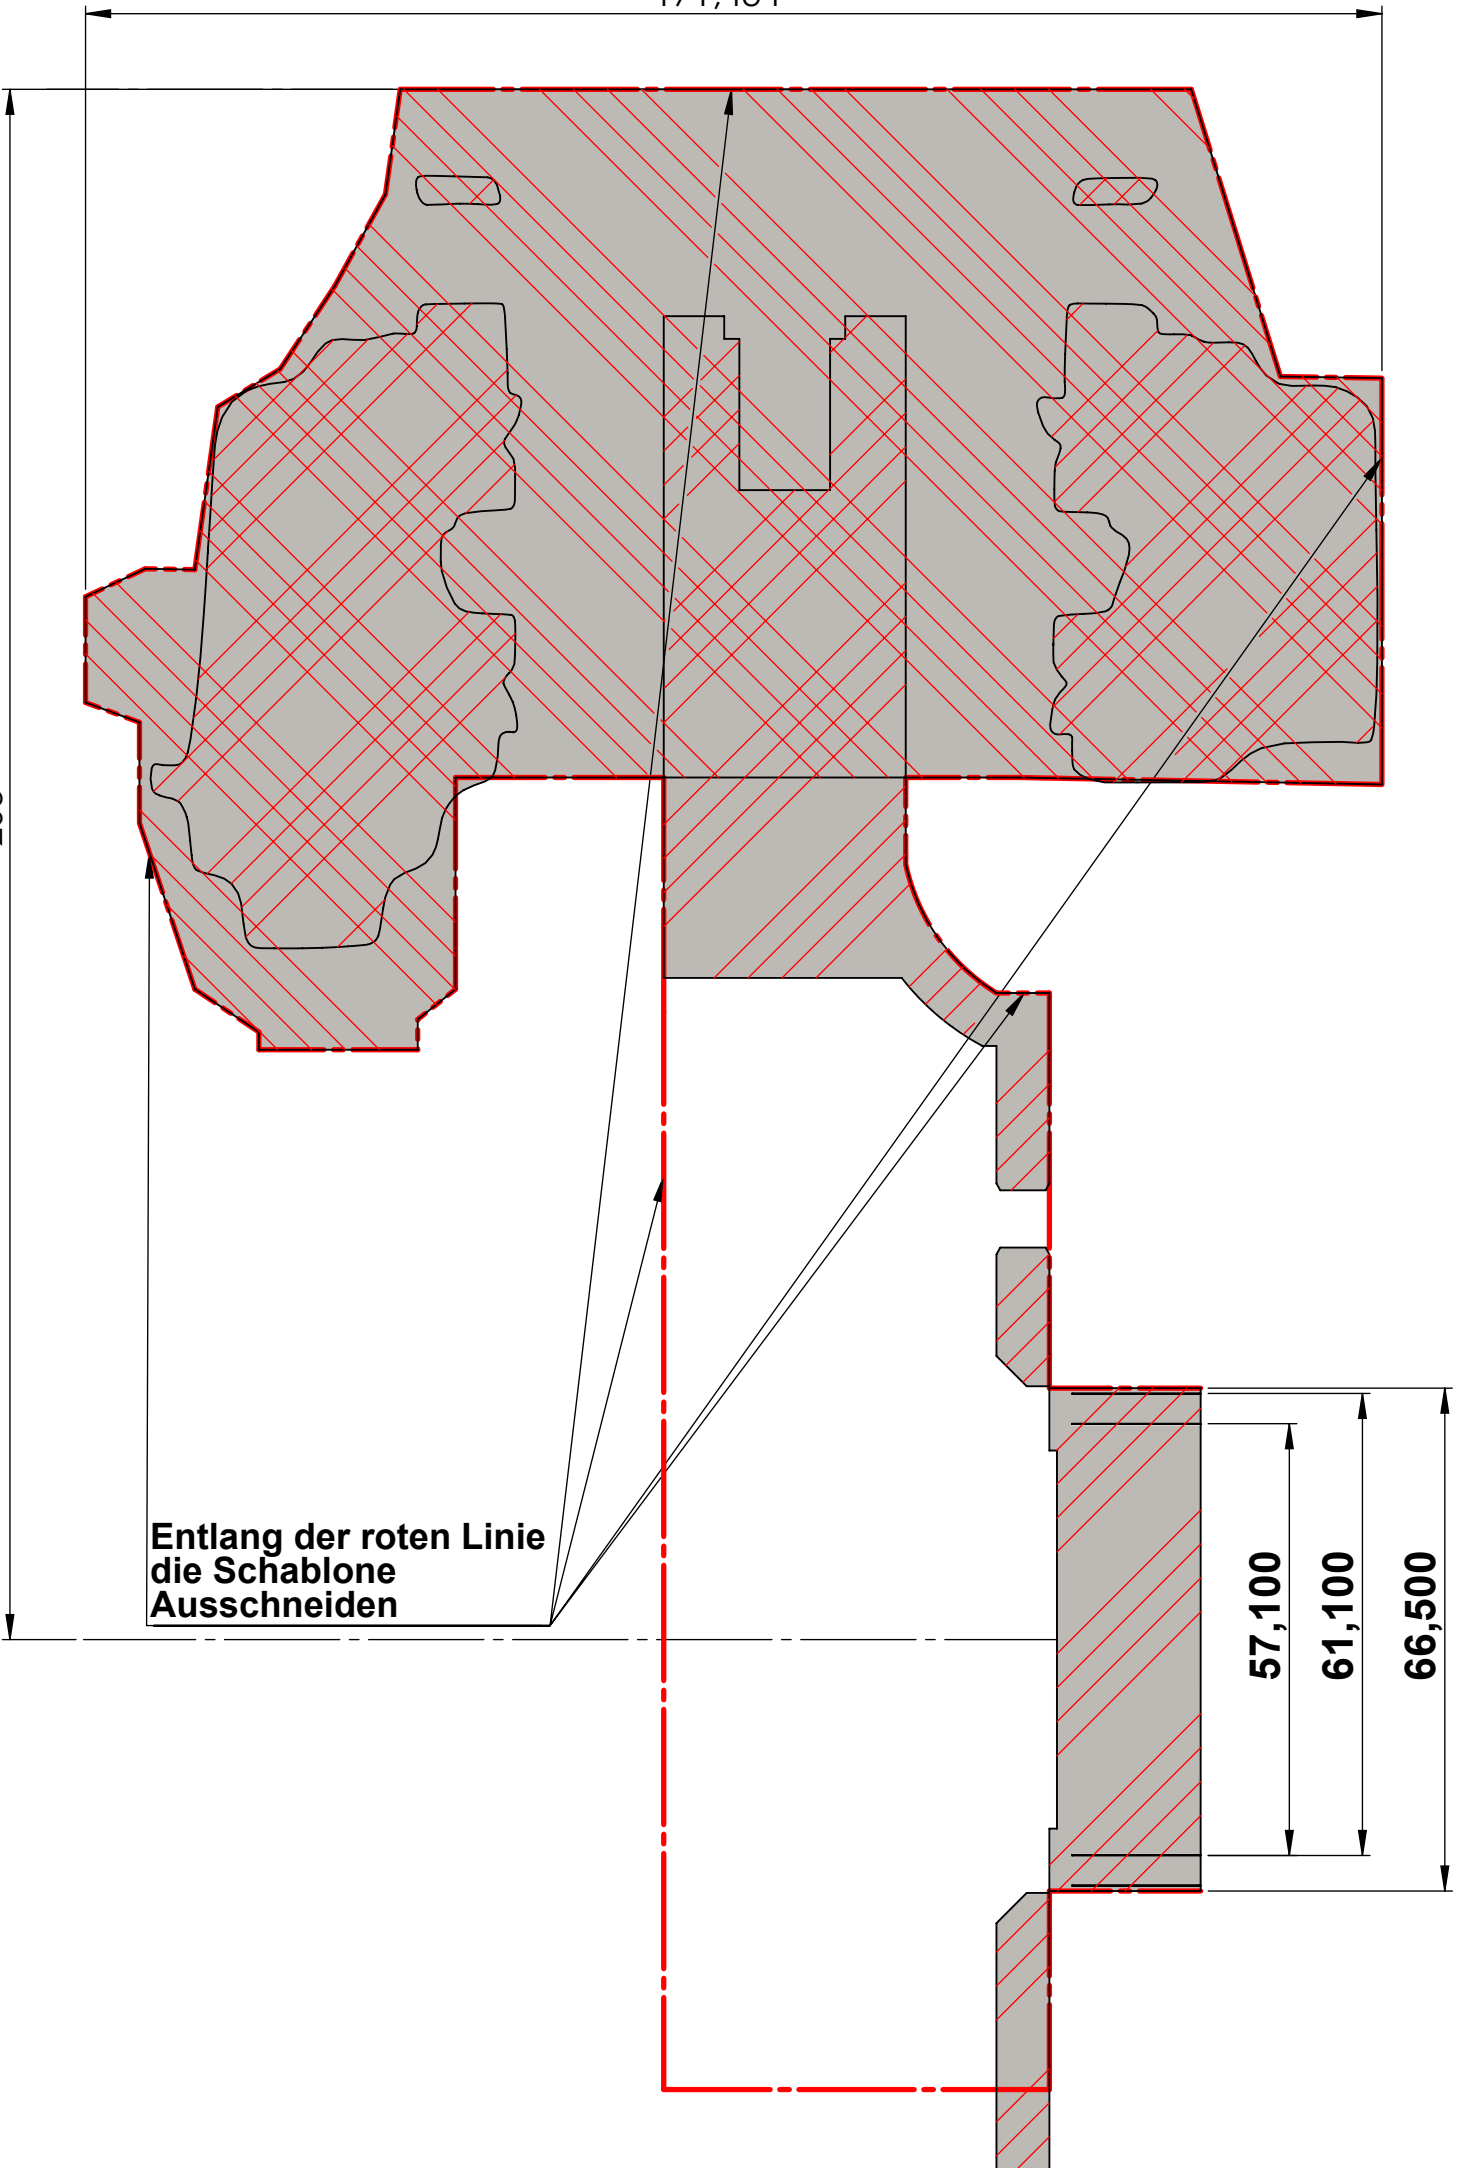 Entlang der roten Linie
die Schablone
Ausschneiden
57,100
61,100
66,500